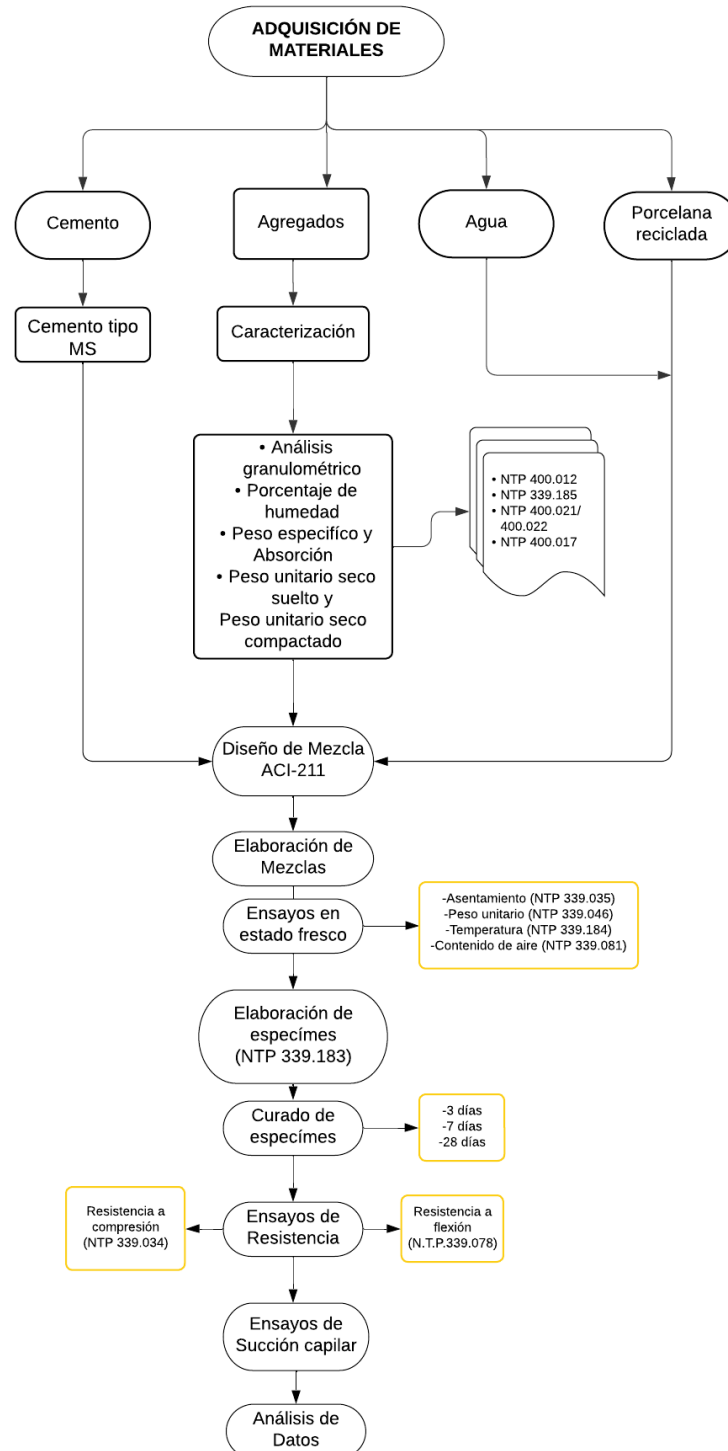 ADQUISICIÓN DE
MATERIALES
Cemento
Agregados
Agua
Porcelana
reciclada
Cemento tipo
MS
Caracterización
• Análisis
granulométrico
• Porcentaje de
humedad
• Peso especifíco y
Absorción
• Peso unitario seco
suelto y
Peso unitario seco
compactado
• NTP 400.012
• NTP 339.185
• NTP 400.021/
400.022
• NTP 400.017
Diseño de Mezcla
ACI-211
Elaboración de
Mezclas
Ensayos en
estado fresco
-Asentamiento (NTP 339.035)
-Peso unitario (NTP 339.046)
-Temperatura (NTP 339.184)
-Contenido de aire (NTP 339.081)
Elaboración de
especímes
(NTP 339.183)
Curado de
especímes
-3 días
-7 días
-28 días
Resistencia a
compresión
(NTP 339.034)
Ensayos de
Resistencia
Resistencia a
flexión
(N.T.P.339.078)
Ensayos de
Succión capilar
Análisis de
Datos